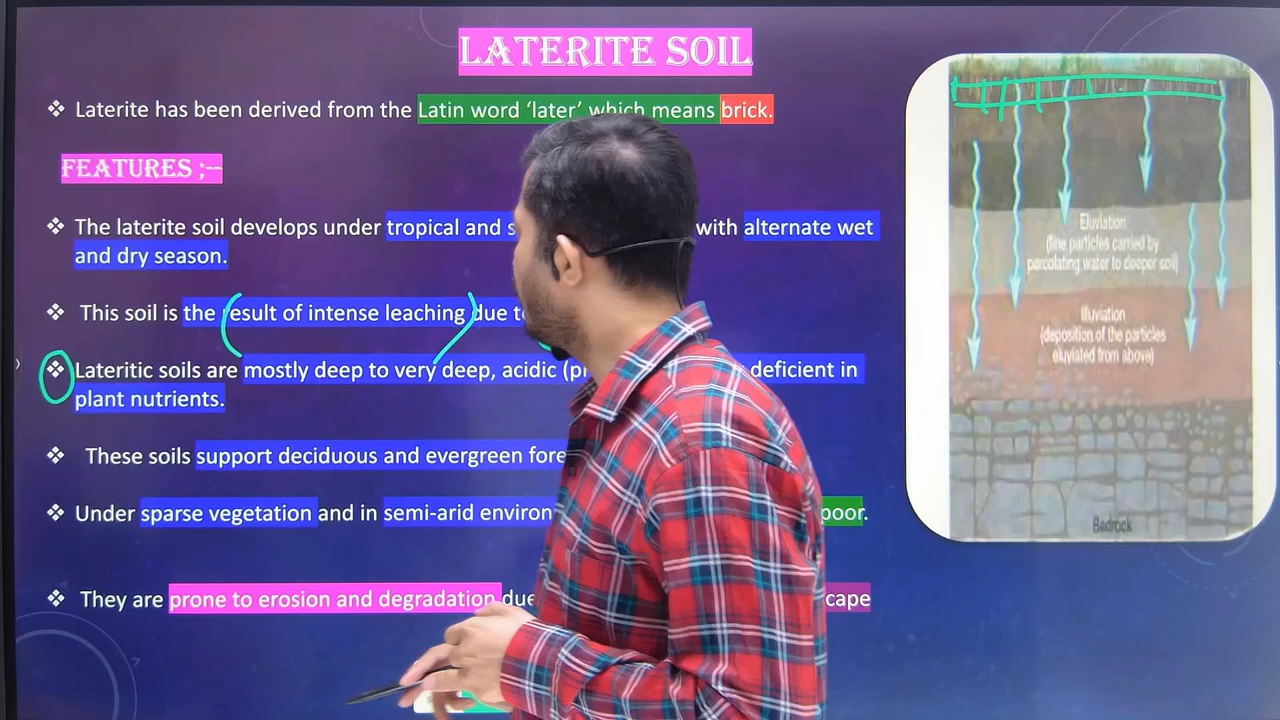 LATERITE SOIL
❖ Laterite has been derived from the Latin word ‘later’ which means brick.
FEATURES ;—
❖ The laterite soil develops under tropical and s with alternate wet
and dry season.
❖ This soil is the result of intense leaching due
❖ Lateritic soils are mostly deep to very deep, acidic deficient in
plant nutrients.
❖ These soils support deciduous and evergreen
❖ Under sparse vegetation and in semi-arid poor.
❖ They are prone to erosion and degradation due cape
Eluviation
(fine particles carried by
percolating water to deeper soil)
Illuviation
(deposition of the particles
eluviated from above)
Bedrock